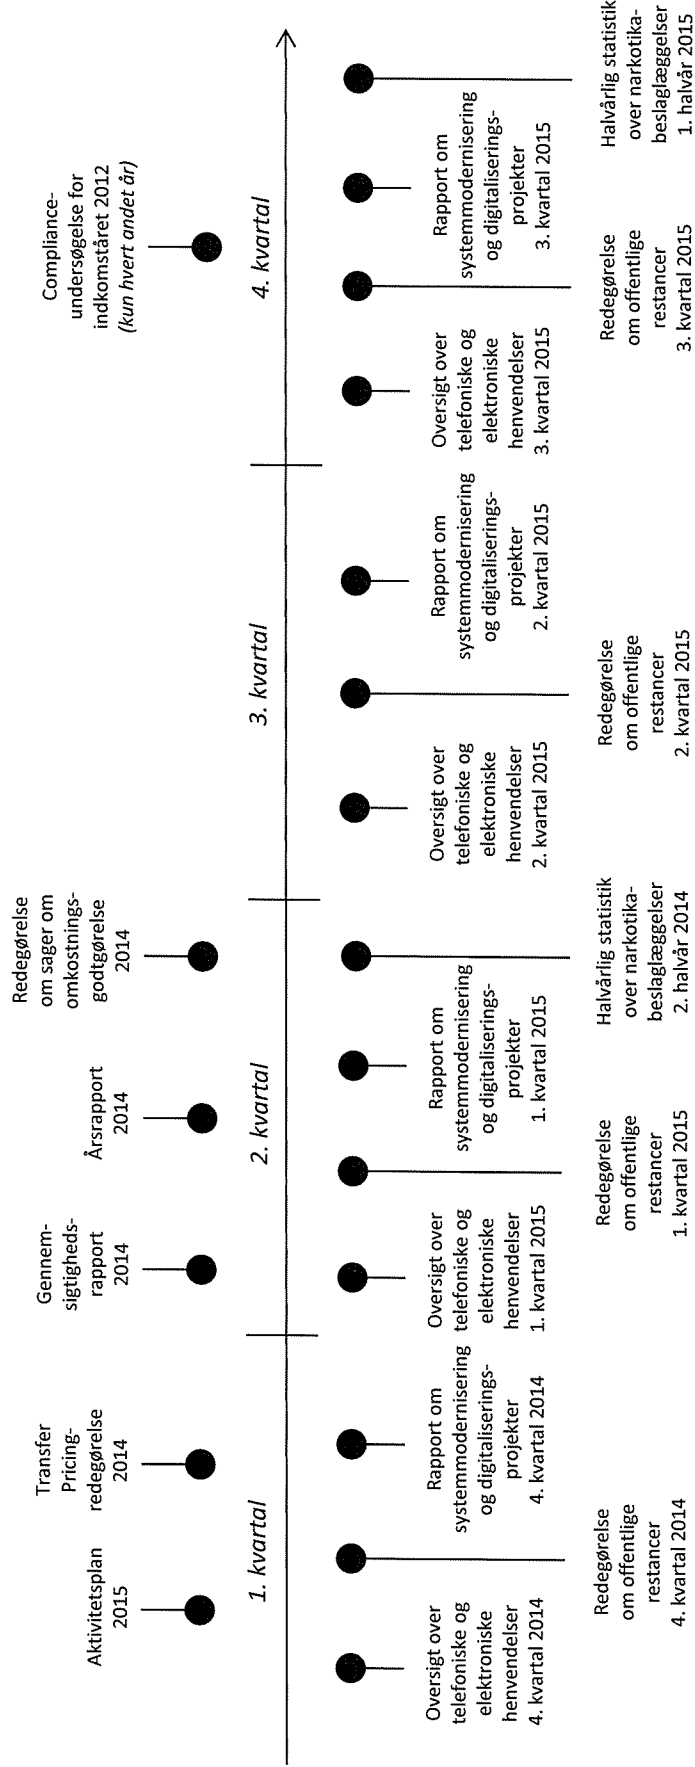 Aktivitetsplan
2015
Transfer
Pricing-
redegørelse
2014
Gennem-
sigtigheds-
rapport
2014
Årsrapport
2014
Redegørelse
om sager om
omkostnings-
godtgørelse
2014
Compliance-
undersøgelse for
indkomståret 2012
(kun hvert andet år)
1. kvartal
2. kvartal
3. kvartal
4. kvartal
Oversigt over
telefoniske og
elektroniske
henvendelser
4. kvartal 2014
Rapport om
systemmodernisering
og digitaliserings-
projekter
4. kvartal 2014
Oversigt over
telefoniske og
elektroniske
henvendelser
1. kvartal 2015
Rapport om
systemmodernisering
og digitaliserings-
projekter
1. kvartal 2015
Oversigt over
telefoniske og
elektroniske
henvendelser
2. kvartal 2015
Rapport om
systemmodernisering
og digitaliserings-
projekter
2. kvartal 2015
Oversigt over
telefoniske og
elektroniske
henvendelser
3. kvartal 2015
Rapport om
systemmodernisering
og digitaliserings-
projekter
3. kvartal 2015
Redegørelse
om offentlige
restancer
4. kvartal 2014
Redegørelse
om offentlige
restancer
1. kvartal 2015
Halvårlig statistik
over narkotika-
beslaglæggelser
2. halvår 2014
Redegørelse
om offentlige
restancer
2. kvartal 2015
Redegørelse
om offentlige
restancer
3. kvartal 2015
Halvårlig statistik
over narkotika-
beslaglæggelser
1. halvår 2015